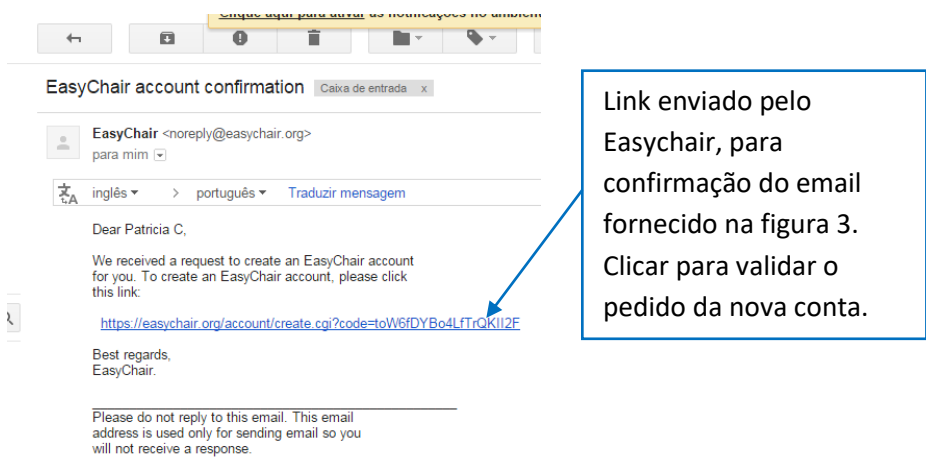 Clique aqui para ativar as notificações no ambien
EasyChair account confirmation Caixa de entrada x
EasyChair <noreply@easychair.org>
para mim
inglês > português Traduzir mensagem
Dear Patricia C,
We received a request to create an EasyChair account
for you. To create an EasyChair account, please click
this link:
https://easychair.org/account/create.cgi?code=toW6fDYBo4LfTrQKII2F
Best regards,
EasyChair.
Please do not reply to this email. This email
address is used only for sending email so you
will not receive a response.
Link enviado pelo
Easychair, para
confirmação do email
fornecido na figura 3.
Clicar para validar o
pedido da nova conta.